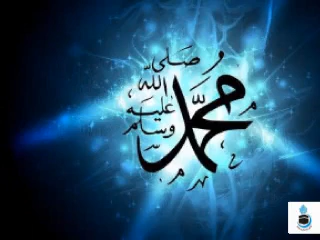 محمد
صلى
الله
عليه
وسلم